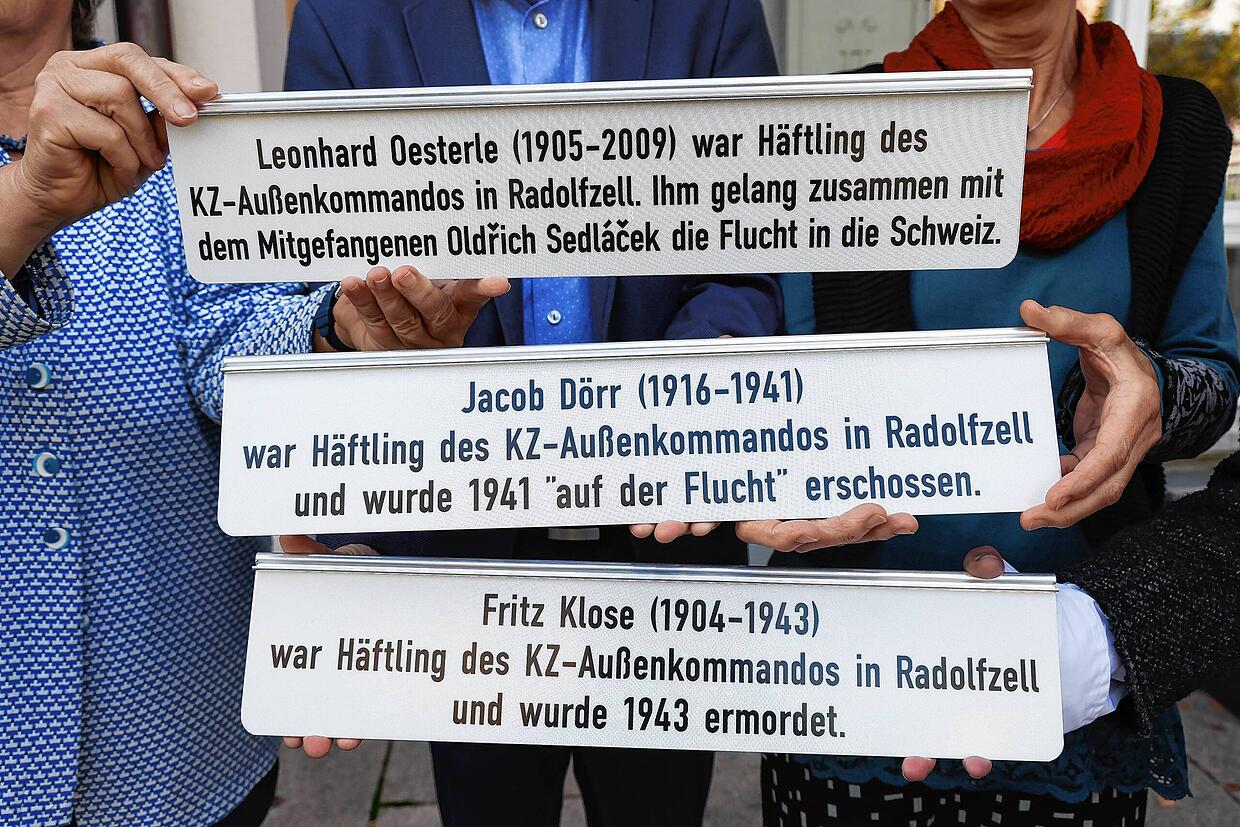 Leonhard Oesterle (1905-2009) war Häftling des
KZ-Außenkommandos in Radolfzell. Ihm gelang zusammen mit
dem Mitgefangenen Oldřich Sedláček die Flucht in die Schweiz.
Jacob Dörr (1916-1941)
war Häftling des KZ-Außenkommandos in Radolfzell
und wurde 1941 "auf der Flucht" erschossen.
Fritz Klose (1904-1943)
war Häftling des KZ-Außenkommandos in Radolfzell
und wurde 1943 ermordet.